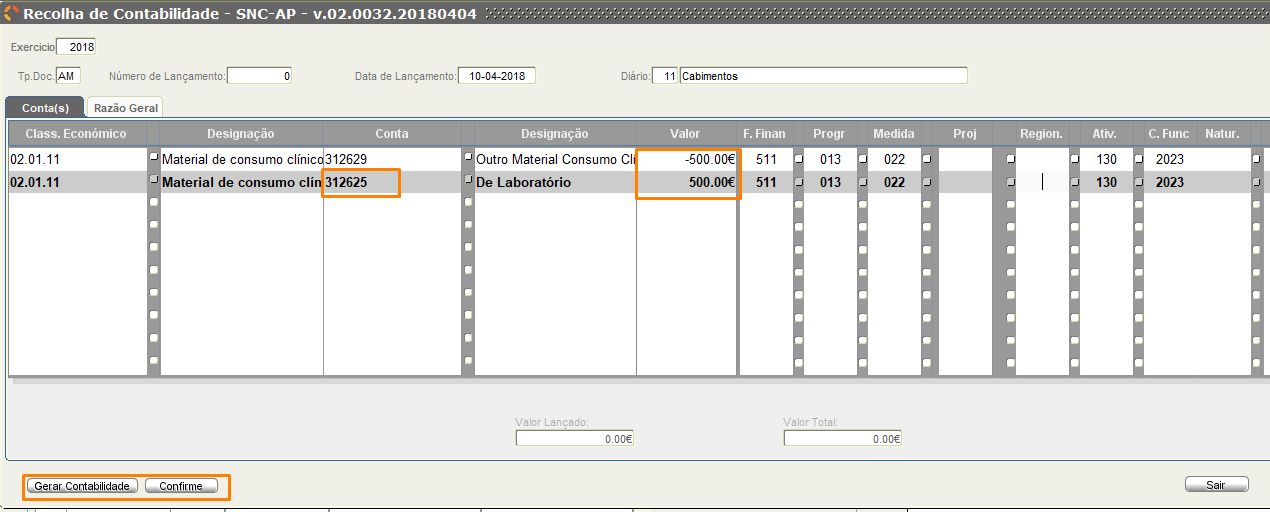 Recolha de Contabilidade - SNC-AP - v.02.0032.20180404
Exercicio 2018
Tp.Doc. AM Número de Lançamento: 0 Data de Lançamento: 10-04-2018 Diário: 11 Cabimentos
Conta(s) Razão Geral
Class. Económico Designação Conta Designação Valor F. Finan Progr Medida Proj Region. Ativ. C. Func Natur.
02.01.11 Material de consumo clínico 312629 Outro Material Consumo Clí -500.00€ 511 013 022 130 2023
02.01.11 Material de consumo clín 312625 De Laboratório 500.00€ 511 013 022 130 2023
Valor Lançado: Valor Total:
0.00€ 0.00€
Gerar Contabilidade Confirme Sair